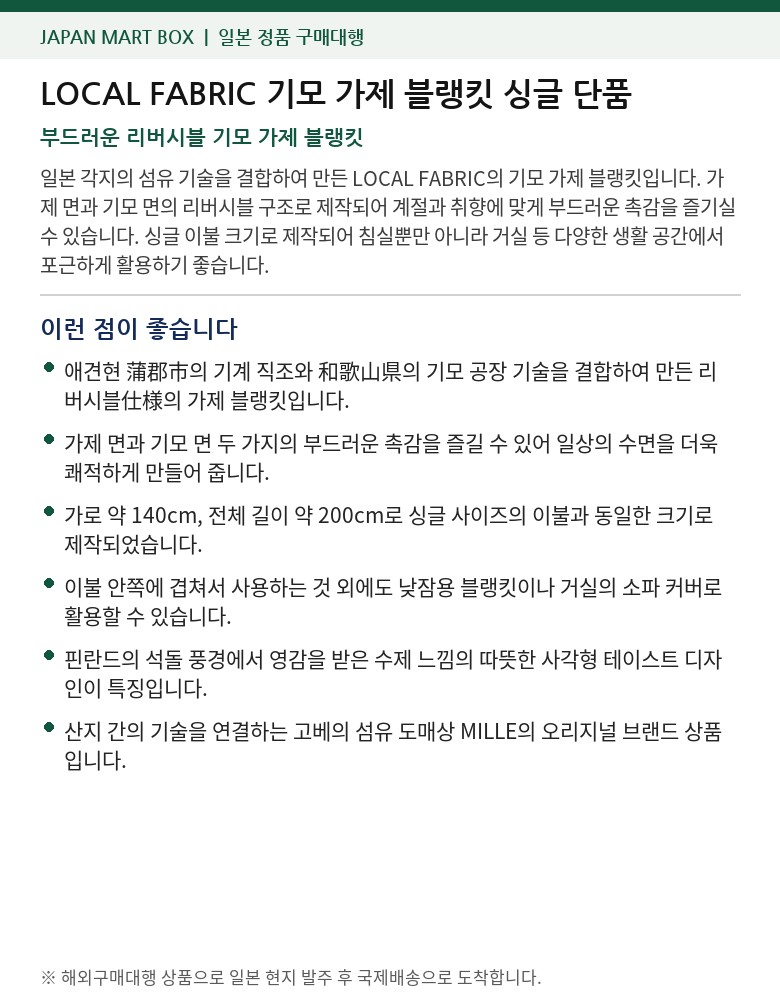 JAPAN MART BOX | 일본 정품 구매대행
LOCAL FABRIC 기모 가제 블랭킷 싱글 단품
부드러운 리버시블 기모 가제 블랭킷
일본 각지의 섬유 기술을 결합하여 만든 LOCAL FABRIC의 기모 가제 블랭킷입니다. 가
제 면과 기모 면의 리버시블 구조로 제작되어 계절과 취향에 맞게 부드러운 촉감을 즐기실
수 있습니다. 싱글 이불 크기로 제작되어 침실뿐만 아니라 거실 등 다양한 생활 공간에서
포근하게 활용하기 좋습니다.
이런 점이 좋습니다
애견현 蒲郡市의 기계 직조와 和歌山県의 기모 공장 기술을 결합하여 만든 리
버시블仕様의 가제 블랭킷입니다.
가제 면과 기모 면 두 가지의 부드러운 촉감을 즐길 수 있어 일상의 수면을 더욱
쾌적하게 만들어 줍니다.
가로 약 140cm, 전체 길이 약 200cm로 싱글 사이즈의 이불과 동일한 크기로
제작되었습니다.
이불 안쪽에 겹쳐서 사용하는 것 외에도 낮잠용 블랭킷이나 거실의 소파 커버로
활용할 수 있습니다.
핀란드의 석돌 풍경에서 영감을 받은 수제 느낌의 따뜻한 사각형 테이스트 디자
인이 특징입니다.
산지 간의 기술을 연결하는 고베의 섬유 도매상 MILLE의 오리지널 브랜드 상품
입니다.
※ 해외구매대행 상품으로 일본 현지 발주 후 국제배송으로 도착합니다.